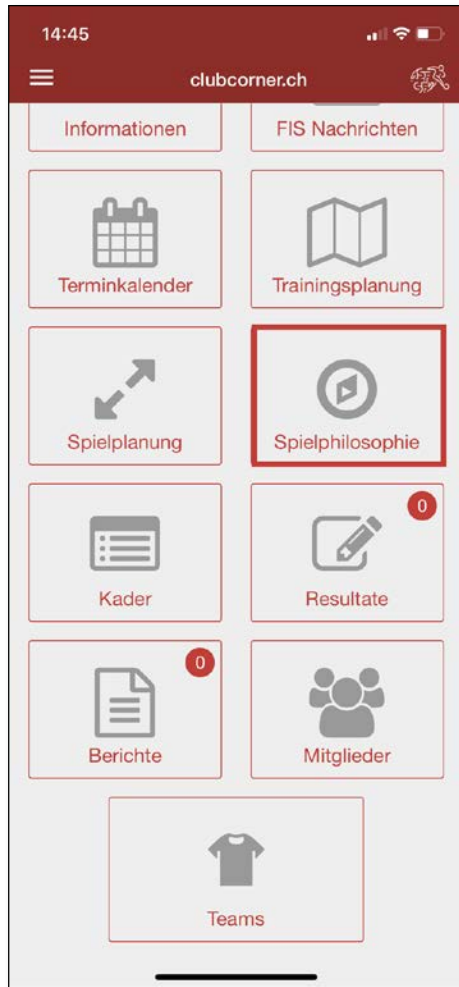 14:45
clubcorner.ch
Informationen
FIS Nachrichten
Terminkalender
Trainingsplanung
Spielplanung
Spielphilosophie
0
Kader
Resultate
0
Berichte
Mitglieder
Teams